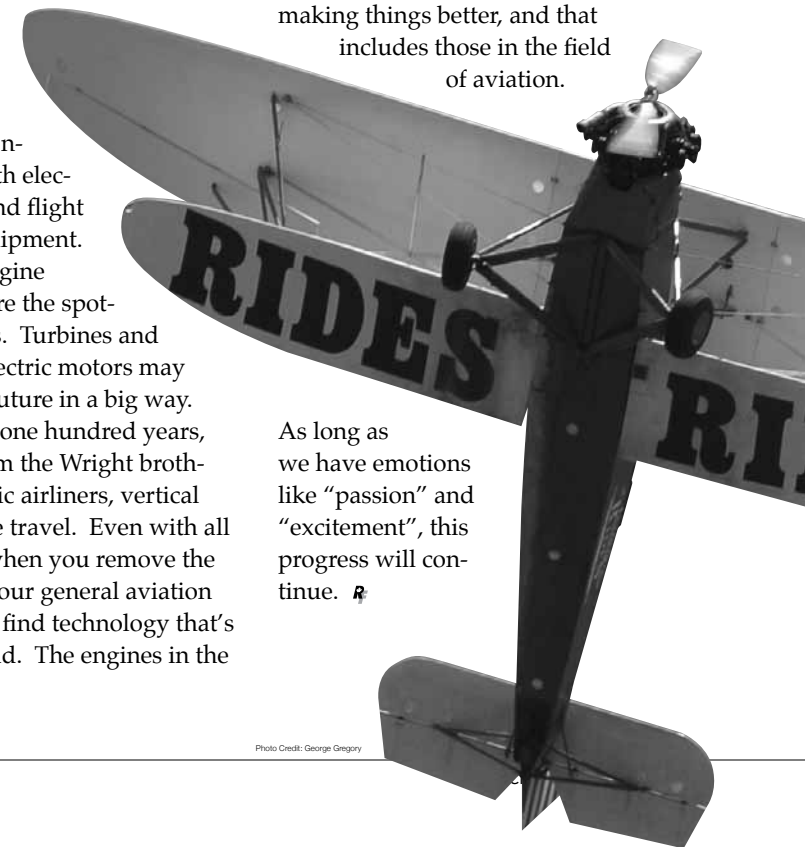 n-
th elec-
nd flight
ipment.
gine
re the spot-
s. Turbines and
ectric motors may
uture in a big way.
one hundred years,
m the Wright broth-
ic airliners, vertical
e travel. Even with all
when you remove the
our general aviation
find technology that's
d. The engines in the
making things better, and that
includes those in the field
of aviation.
RIDES
RI
As long as
we have emotions
like “passion” and
“excitement”, this
progress will con-
tinue.
Photo Credit: George Gregory